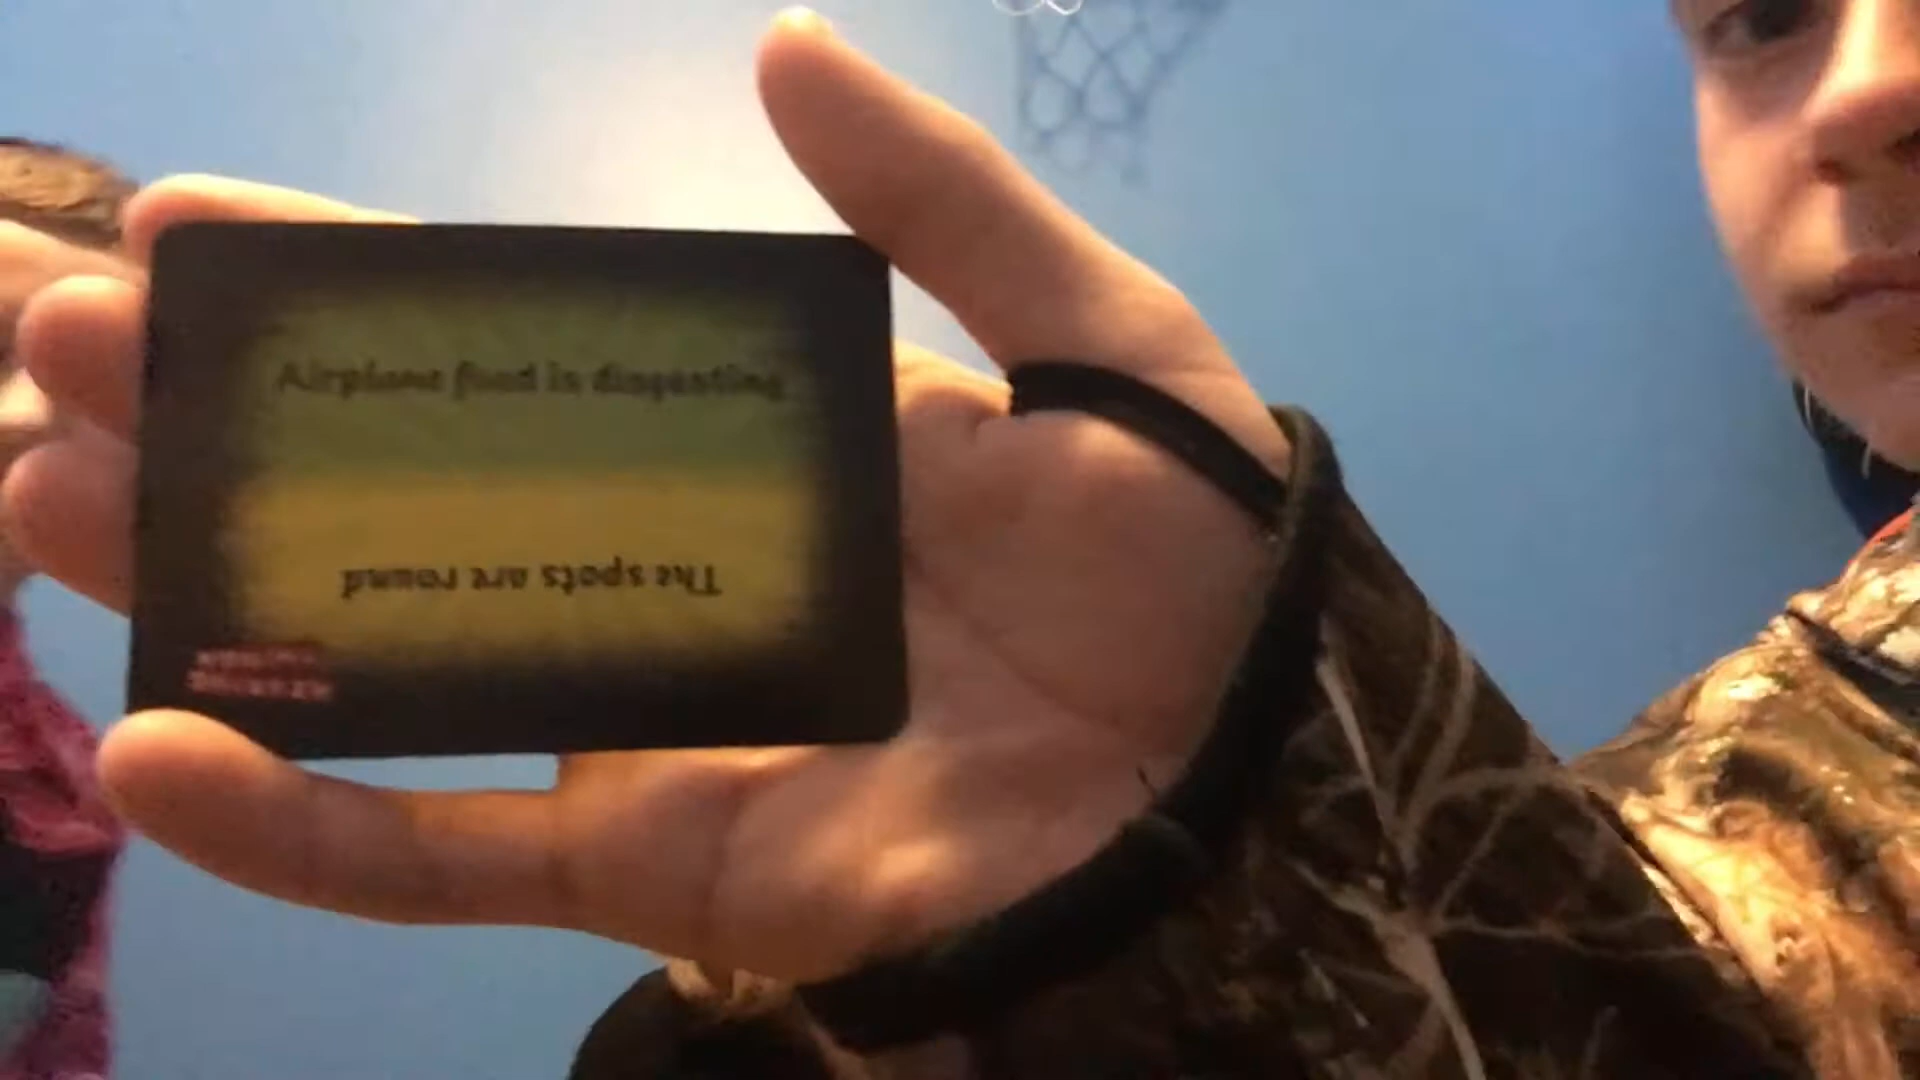 Airplane food is disgusting
The spots are round